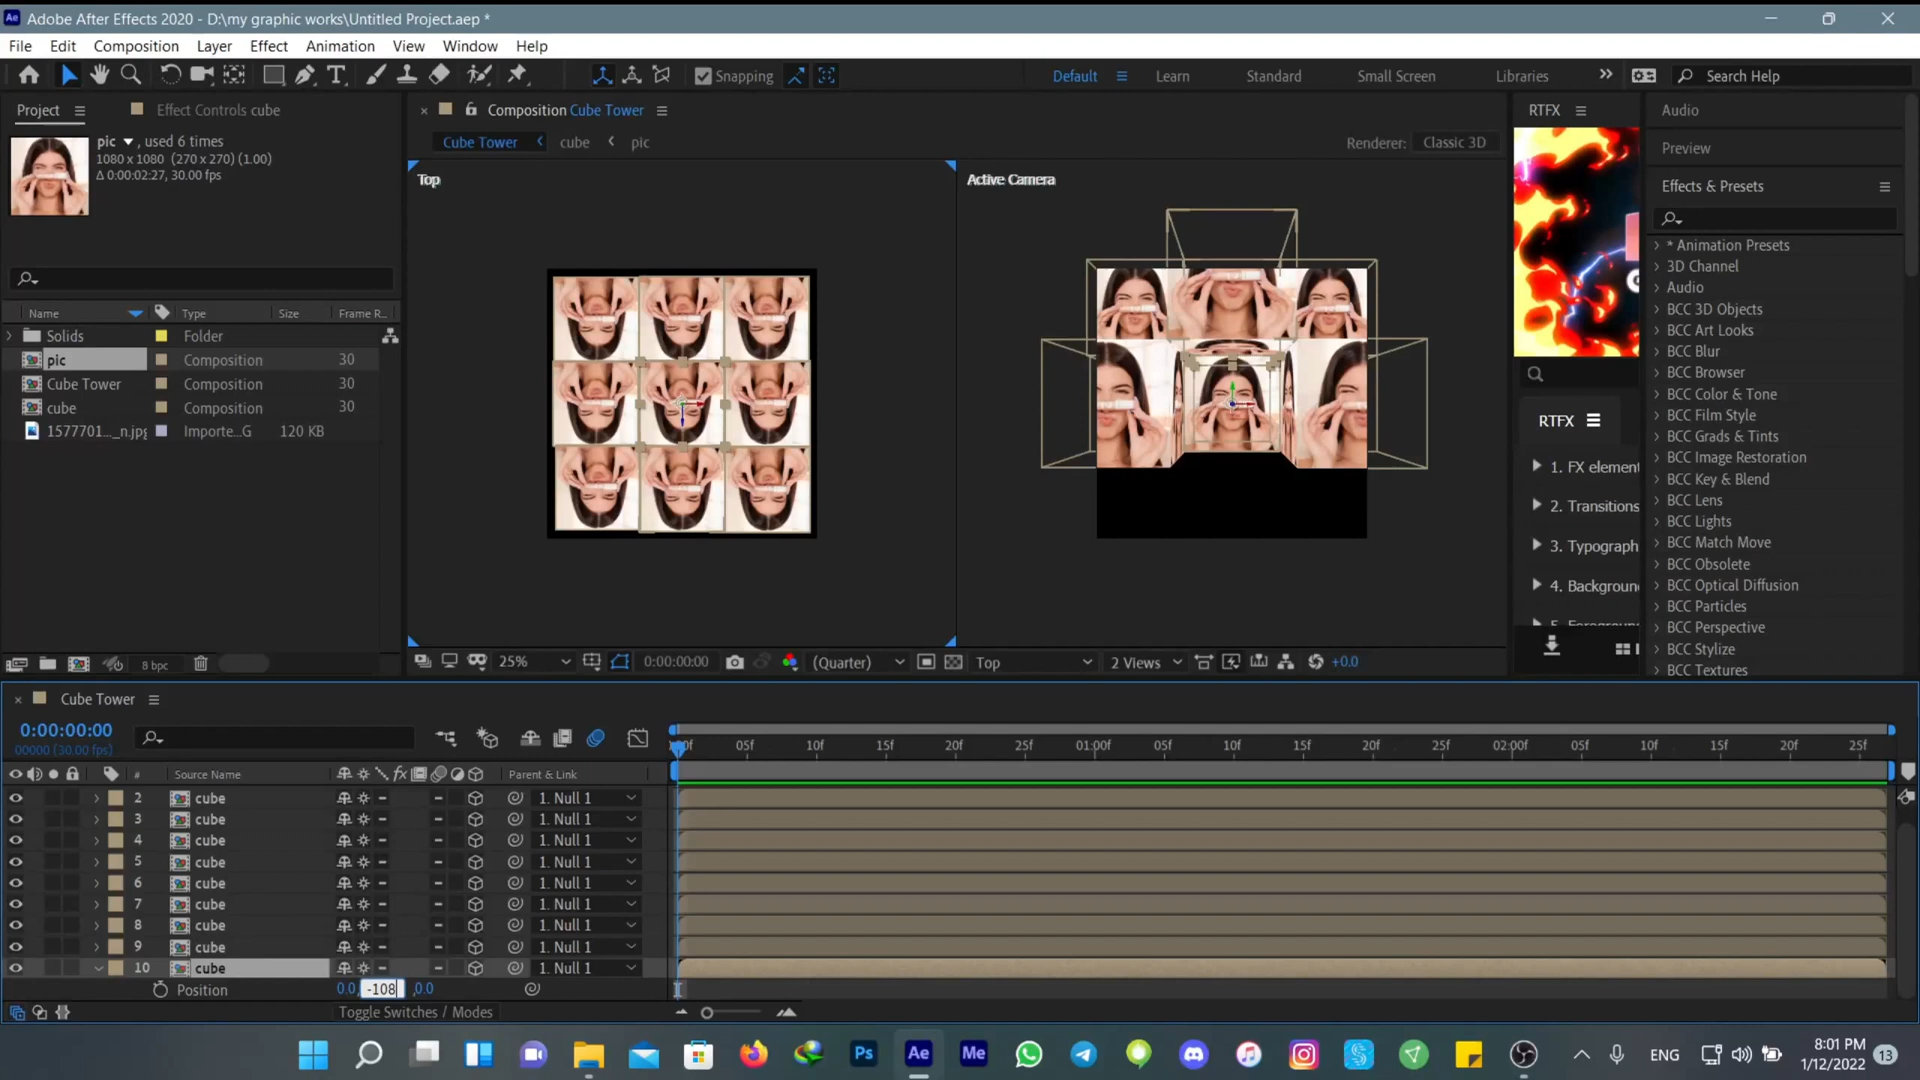 Adobe After Effects 2020 - D:\my graphic works\Untitled Project.aep *
File Edit Composition Layer Effect Animation View Window Help
Snapping Default Learn Standard Small Screen Libraries Search Help
Project Effect Controls cube
pic , used 6 times
1080 x 1080 (270 x 270) (1.00)
Δ 0:00:02:27, 30.00 fps
Name Type Size Frame R..
Solids Folder
pic Composition 30
Cube Tower Composition 30
cube Composition 30
1577701..._n.jpg Importe...G 120 KB
8 bpc
Composition Cube Tower
Cube Tower cube pic
Renderer: Classic 3D
Top
Active Camera
25% 0:00:00:00 (Quarter) Top 2 Views +0.0
RTFX
RTFX
1. FX element
2. Transitions
3. Typograph
4. Background
Audio
Preview
Effects & Presets
* Animation Presets
3D Channel
Audio
BCC 3D Objects
BCC Art Looks
BCC Blur
BCC Browser
BCC Color & Tone
BCC Film Style
BCC Grads & Tints
BCC Image Restoration
BCC Key & Blend
BCC Lens
BCC Lights
BCC Match Move
BCC Obsolete
BCC Optical Diffusion
BCC Particles
BCC Perspective
BCC Stylize
BCC Textures
Cube Tower
0:00:00:00
00000 (30.00 fps)
05f 10f 15f 20f 25f 01:00f 05f 10f 15f 20f 25f 02:00f 05f 10f 15f 20f 25f
# Source Name fx Parent & Link
2 cube 1. Null 1
3 cube 1. Null 1
4 cube 1. Null 1
5 cube 1. Null 1
6 cube 1. Null 1
7 cube 1. Null 1
8 cube 1. Null 1
9 cube 1. Null 1
10 cube 1. Null 1
Position 0.0, -108 ,0.0
Toggle Switches / Modes
Ps Ae Me
ENG
8:01 PM
1/12/2022
13